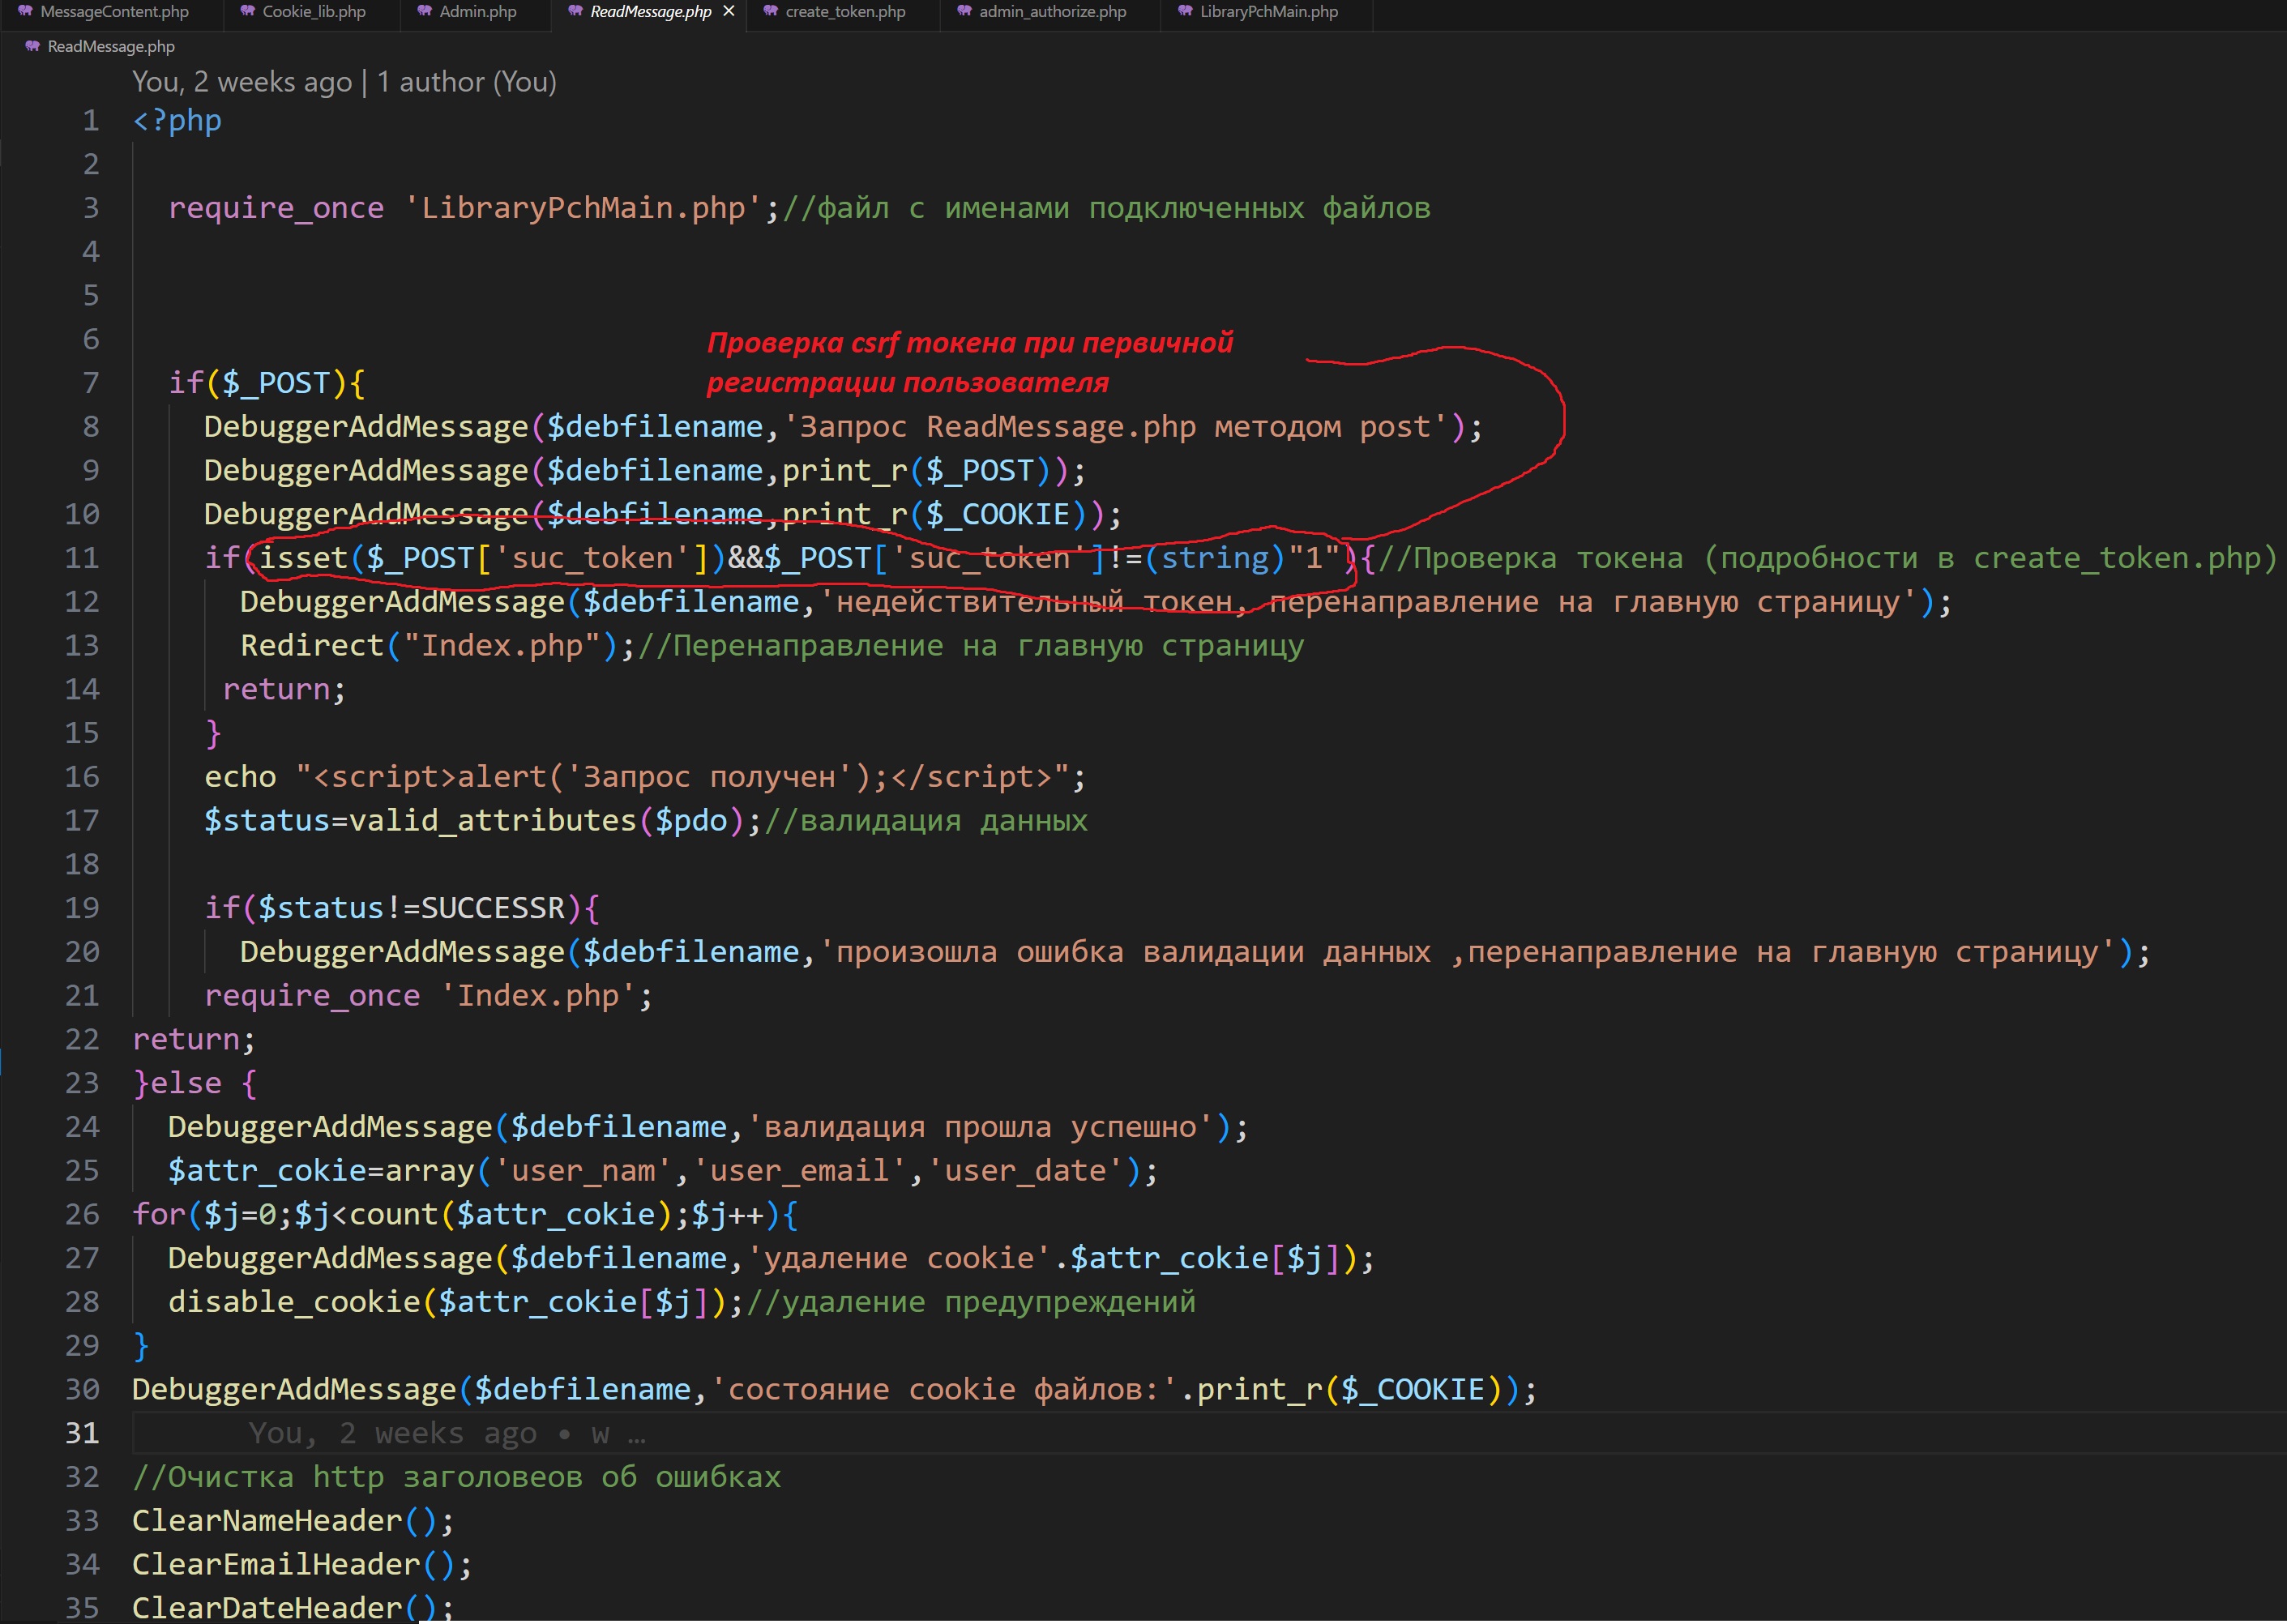 MessageContent.php Cookie_lib.php Admin.php ReadMessage.php × create_token.php admin_authorize.php LibraryPchMain.php
ReadMessage.php
You, 2 weeks ago | 1 author (You)
1 <?php
2
3 require_once 'LibraryPchMain.php';//файл с именами подключенных файлов
4
5
6
Проверка csrf токена при первичной
регистрации пользователя
7 if($_POST){
8 DebuggerAddMessage($debfilename,'Запрос ReadMessage.php методом post');
9 DebuggerAddMessage($debfilename,print_r($_POST));
10 DebuggerAddMessage($debfilename,print_r($_COOKIE));
11 if(isset($_POST['suc_token'])&&$_POST['suc_token']!=(string)"1"){//Проверка токена (подробности в create_token.php)
12 DebuggerAddMessage($debfilename,'недействительный токен, перенаправление на главную страницу');
13 Redirect("Index.php");//Перенаправление на главную страницу
14 return;
15 }
16 echo "<script>alert('Запрос получен');</script>";
17 $status=valid_attributes($pdo);//валидация данных
18
19 if($status!=SUCCESSR){
20 DebuggerAddMessage($debfilename,'произошла ошибка валидации данных ,перенаправление на главную страницу');
21 require_once 'Index.php';
22 return;
23 }else {
24 DebuggerAddMessage($debfilename,'валидация прошла успешно');
25 $attr_cokie=array('user_nam','user_email','user_date');
26 for($j=0;$j<count($attr_cokie);$j++){
27 DebuggerAddMessage($debfilename,'удаление cookie'.$attr_cokie[$j]);
28 disable_cookie($attr_cokie[$j]);//удаление предупреждений
29 }
30 DebuggerAddMessage($debfilename,'состояние cookie файлов:'.print_r($_COOKIE));
31 You, 2 weeks ago • w …
32 //Очистка http заголовеов об ошибках
33 ClearNameHeader();
34 ClearEmailHeader();
35 ClearDateHeader();